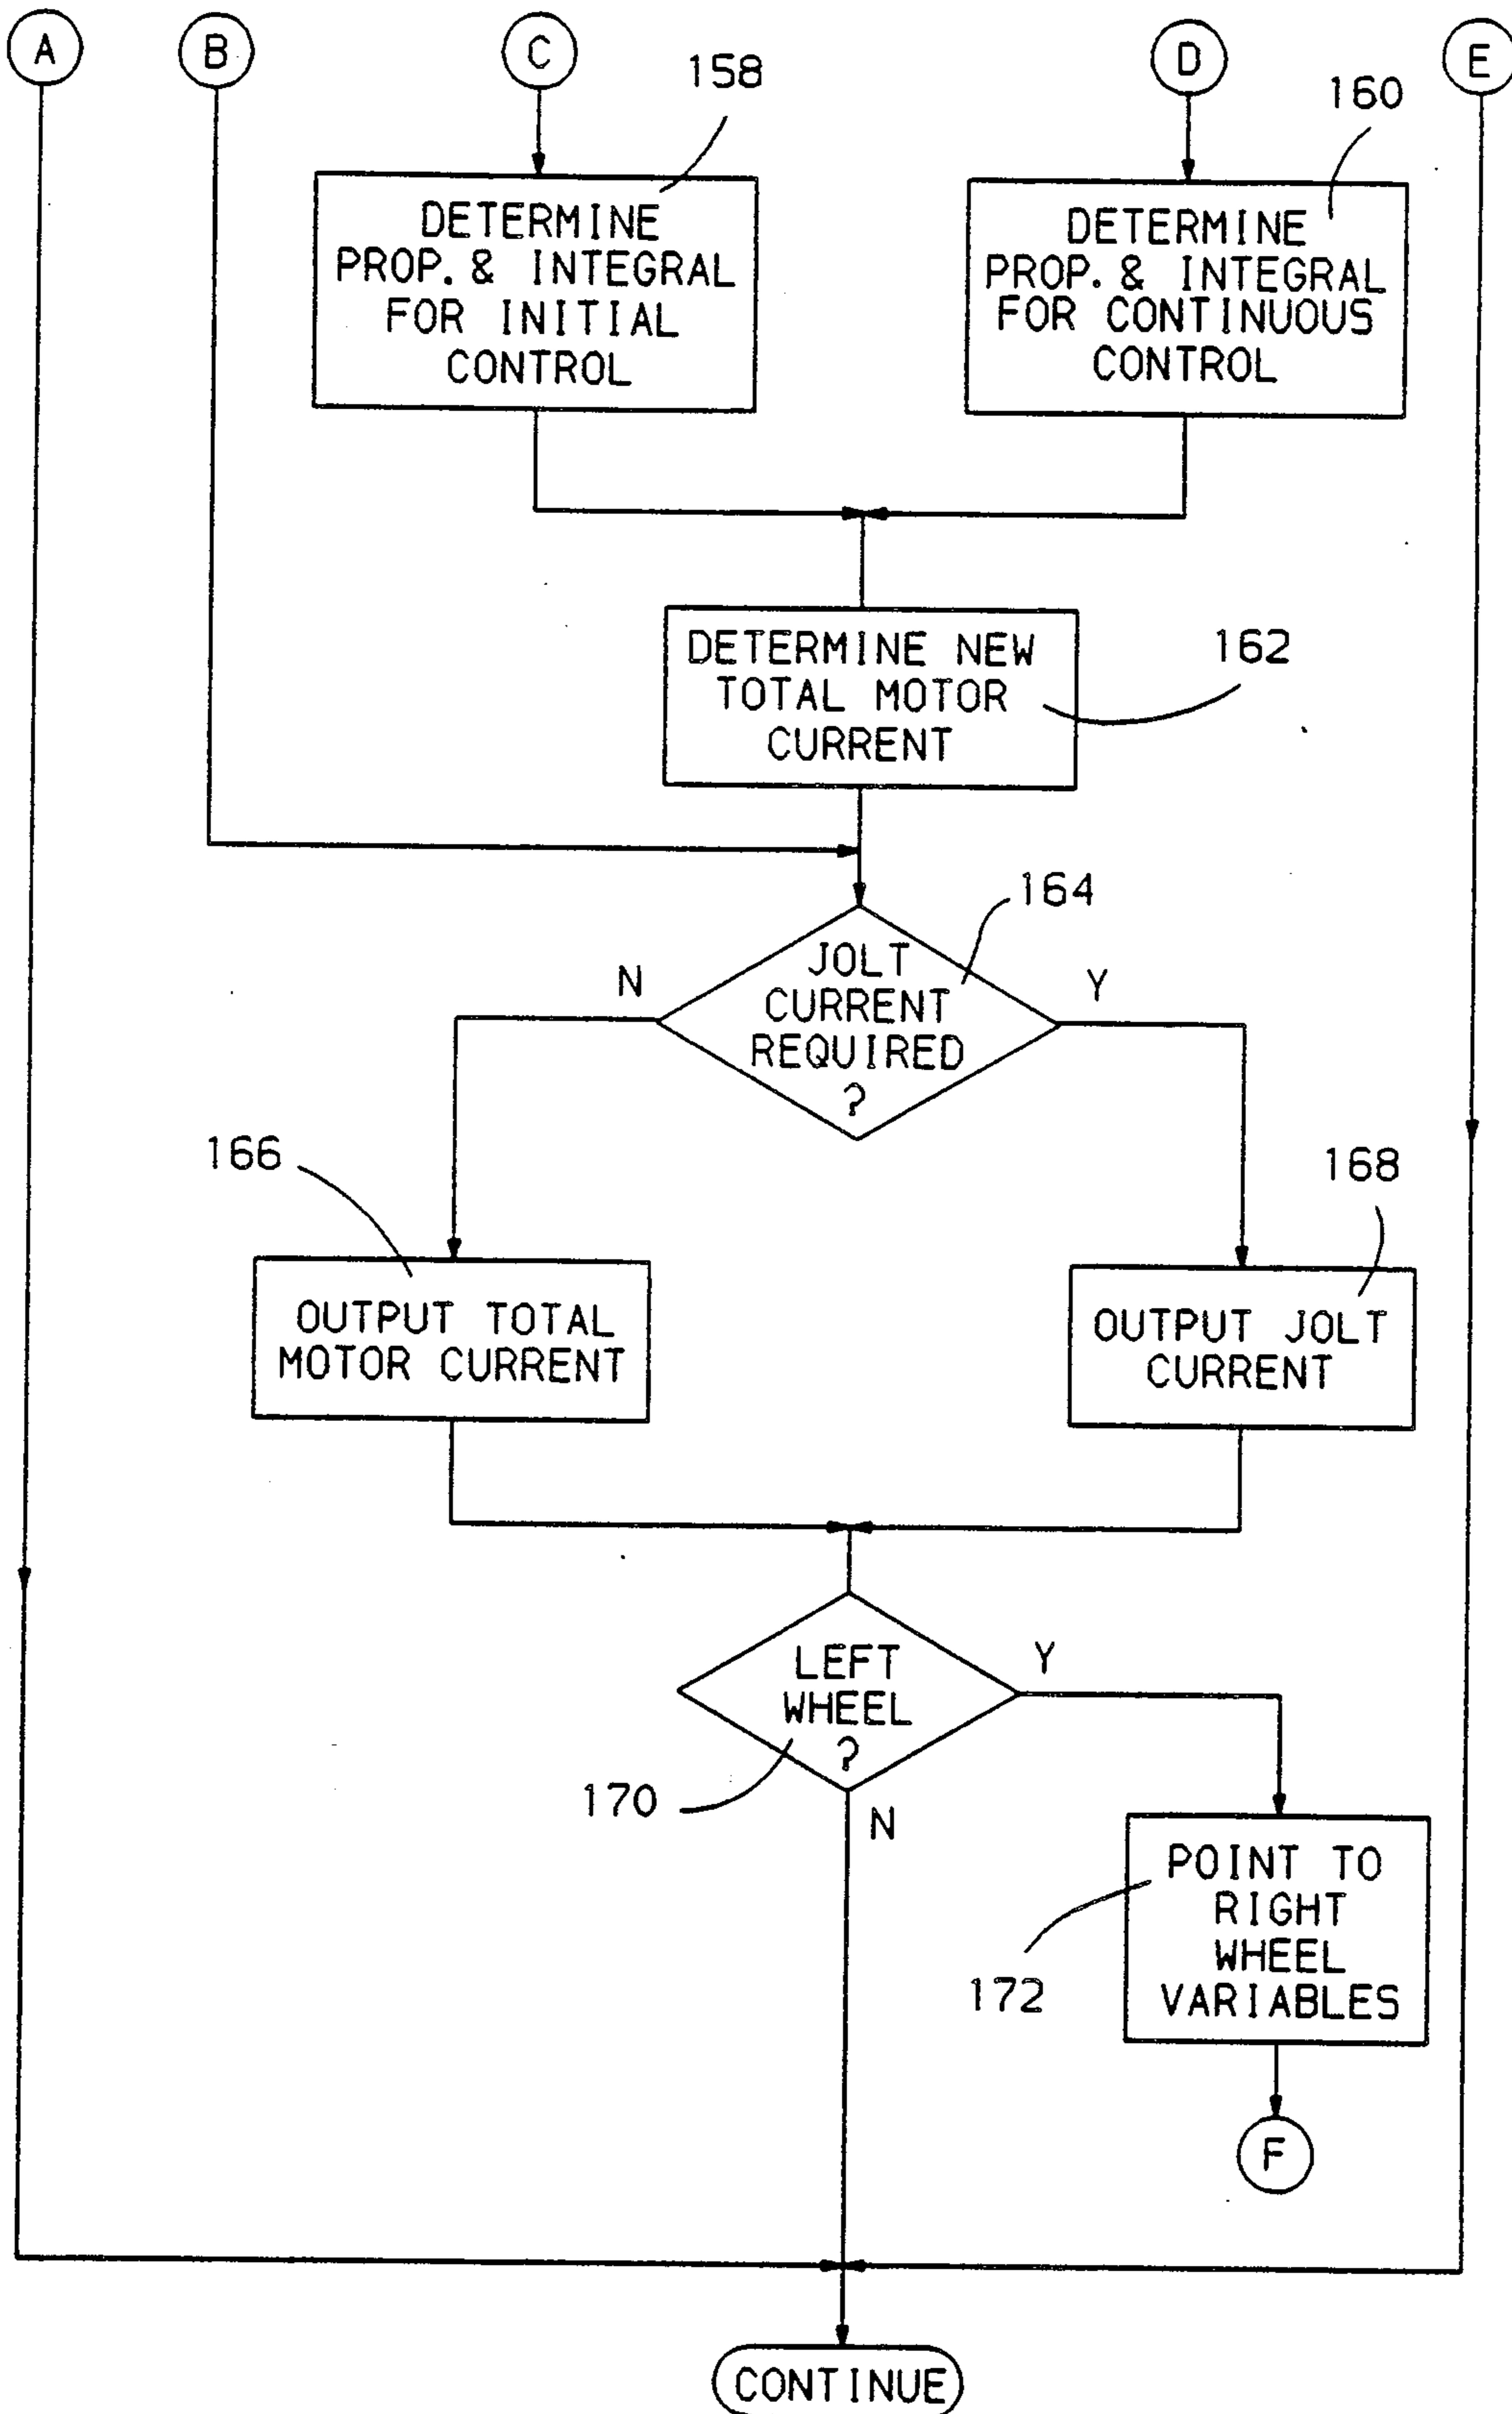 A
B
C
D
E
158
160
DETERMINE
PROP. & INTEGRAL
FOR INITIAL
CONTROL
DETERMINE
PROP. & INTEGRAL
FOR CONTINUOUS
CONTROL
DETERMINE NEW
TOTAL MOTOR
CURRENT
162
164
JOLT
CURRENT
REQUIRED
?
N
Y
166
168
OUTPUT TOTAL
MOTOR CURRENT
OUTPUT JOLT
CURRENT
LEFT
WHEEL
?
Y
170
N
POINT TO
RIGHT
WHEEL
VARIABLES
172
F
CONTINUE